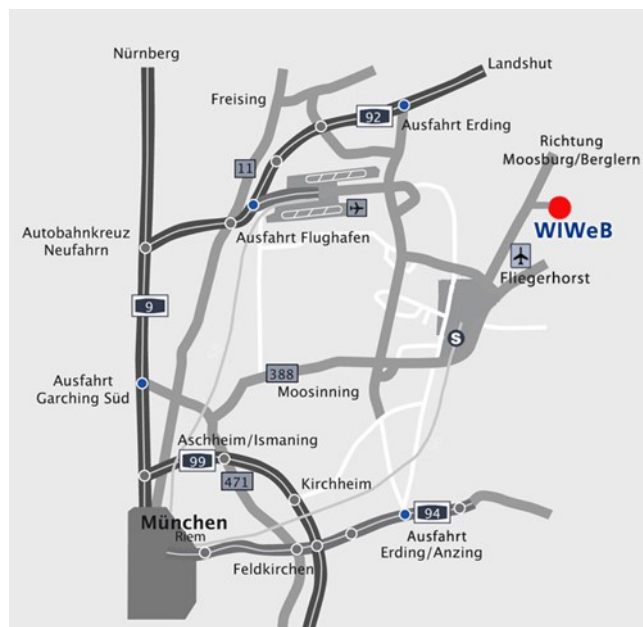 Nürnberg
Landshut
Freising
92
Ausfahrt Erding
Richtung
Moosburg/Berglern
11
WIWeB
Autobahnkreuz
Neufahrn
Ausfahrt Flughafen
Fliegerhorst
9
S
388
Ausfahrt
Garching Süd
Moosinning
Aschheim/Ismaning
99
471
Kirchheim
München
94
Riem
Ausfahrt
Erding/Anzing
Feldkirchen